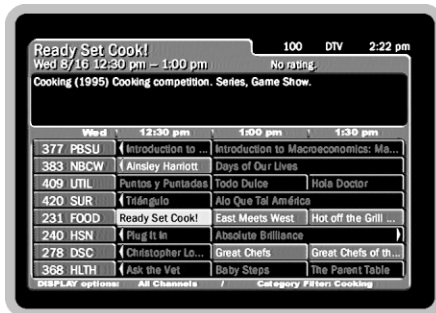 Ready Set Cook! 100 DTV 2:22 pm
Wed 8/16 12:30 pm – 1:00 pm No rating.
Cooking (1995) Cooking competition. Series, Game Show.
Wed 12:30 pm 1:00 pm 1:30 pm
377 PBSU Introduction to ... Introduction to Macroeconomics: Ma...
383 NBCW Ainsley Harriott Days of Our Lives
409 UTIL Puntos y Puntadas Todo Dulce Hola Doctor
420 SUR Triángulo Alo Que Tal América
231 FOOD Ready Set Cook! East Meets West Hot off the Grill ...
240 HSN Plug It In Absolute Brilliance
278 DSC Christopher Lo... Great Chefs Great Chefs of th...
368 HLTH Ask the Vet Baby Steps The Parent Table
DISPLAY options: All Channels / Category Filter: Cooking